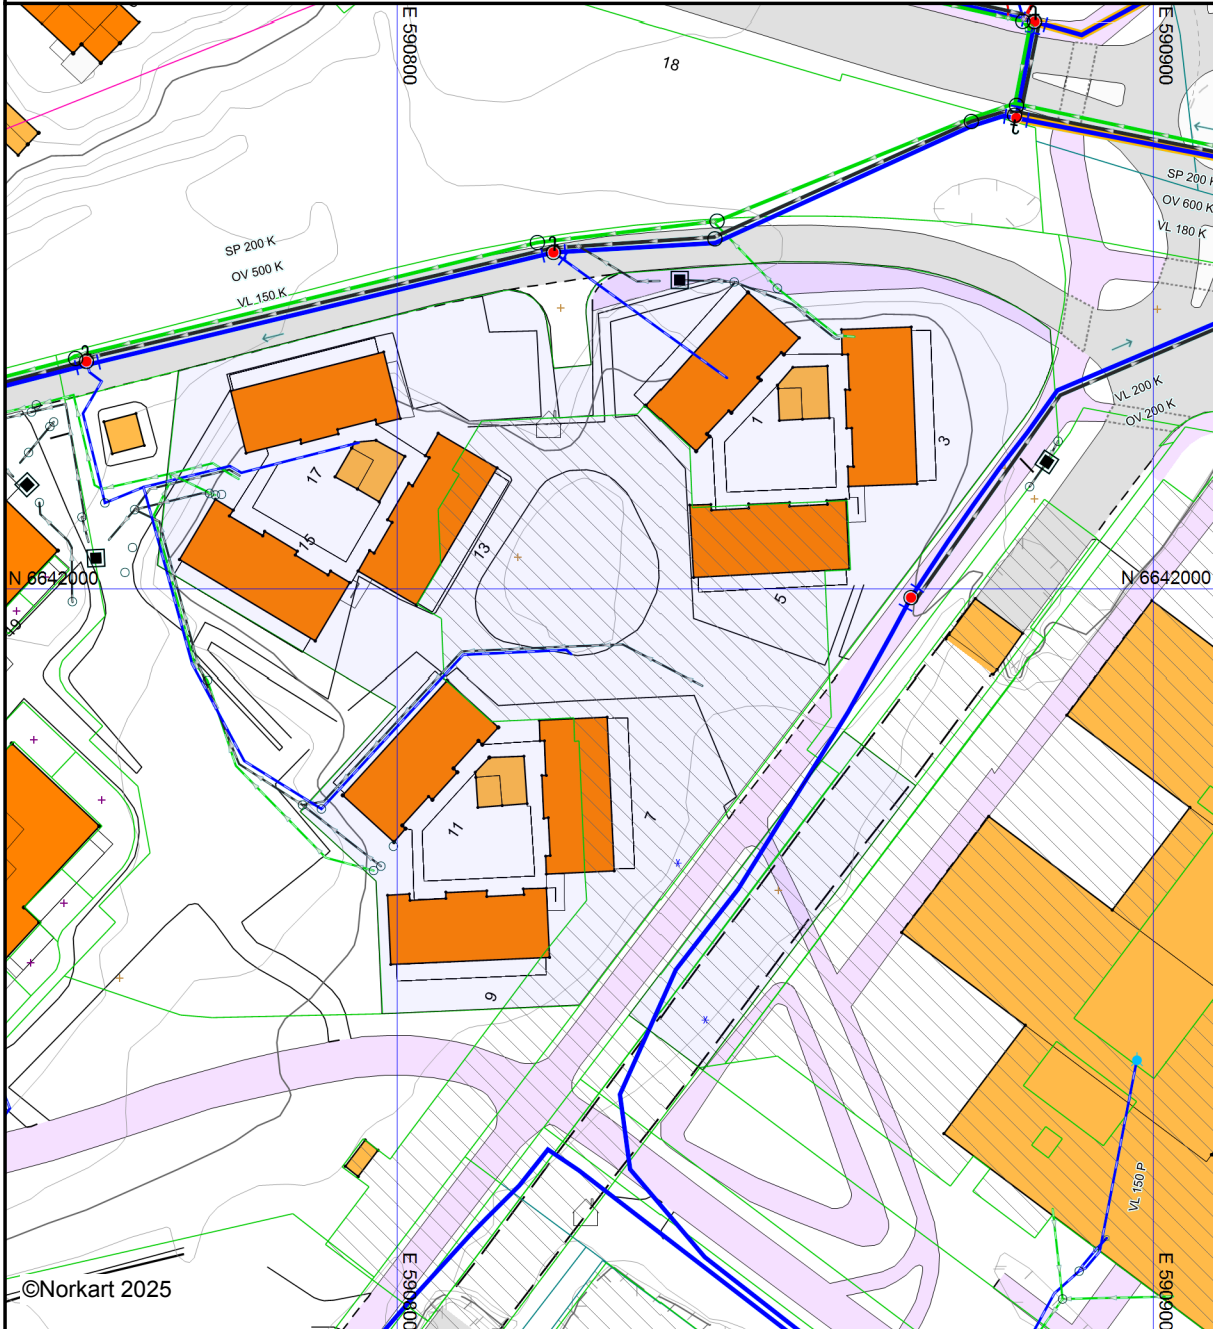 E 590800
E 590900
18
SP 200 K
OV 600 K
VL 180 K
SP 200 K
OV 500 K
VL 150 K
VL 200 K
OV 200 K
1
3
17
15
13
5
N 6642000
N 6642000
19
11
7
9
VL 150 P
E 590800
E 590900
©Norkart 2025